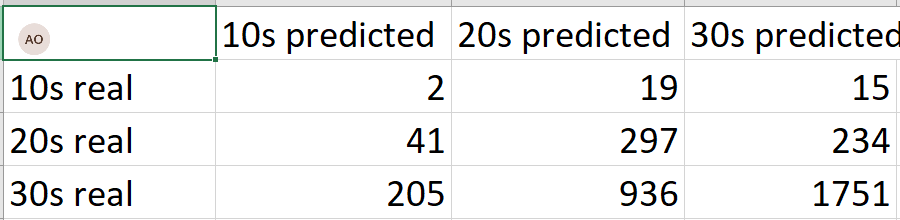 AO 10s predicted 20s predicted 30s predicted
10s real 2 19 15
20s real 41 297 234
30s real 205 936 1751